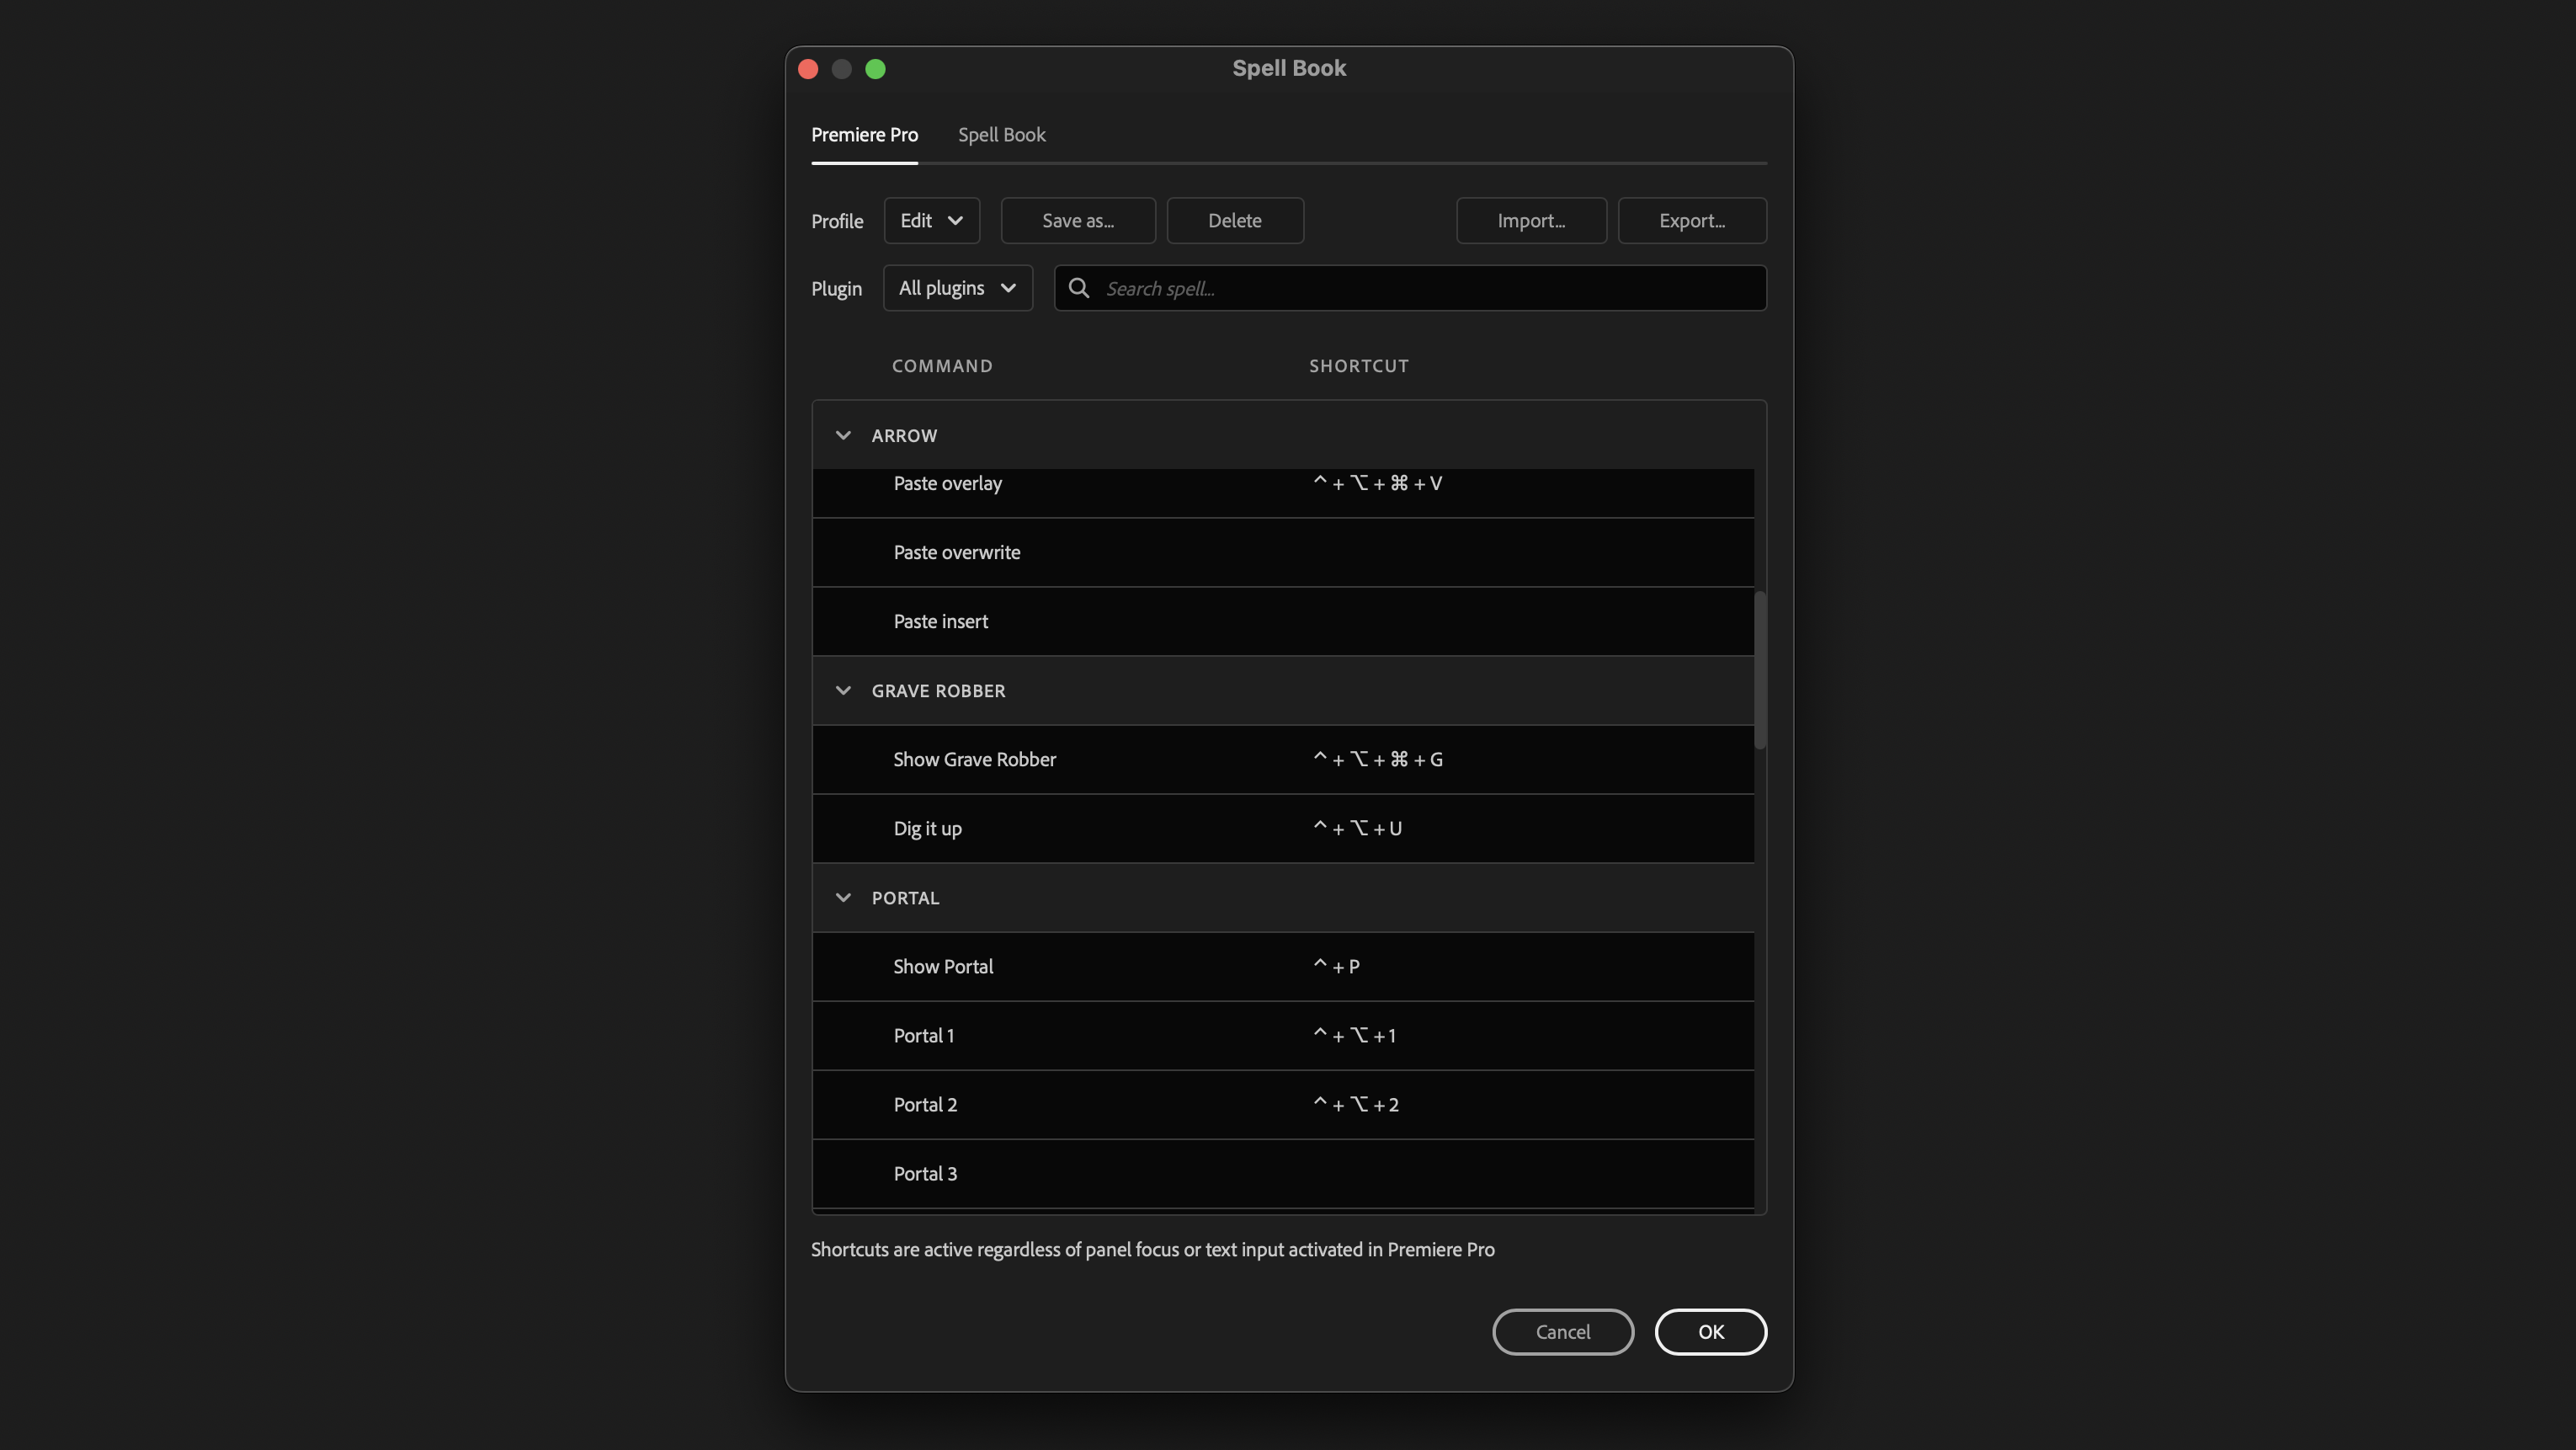 Spell Book
Premiere Pro Spell Book
Profile Edit Save as... Delete Import... Export...
Plugin All plugins Search spell...
COMMAND SHORTCUT
ARROW
Paste overlay ^ + ⌥ + ⌘ + V
Paste overwrite
Paste insert
GRAVE ROBBER
Show Grave Robber ^ + ⌥ + ⌘ + G
Dig it up ^ + ⌥ + U
PORTAL
Show Portal ^ + P
Portal 1 ^ + ⌥ + 1
Portal 2 ^ + ⌥ + 2
Portal 3
Shortcuts are active regardless of panel focus or text input activated in Premiere Pro
Cancel OK